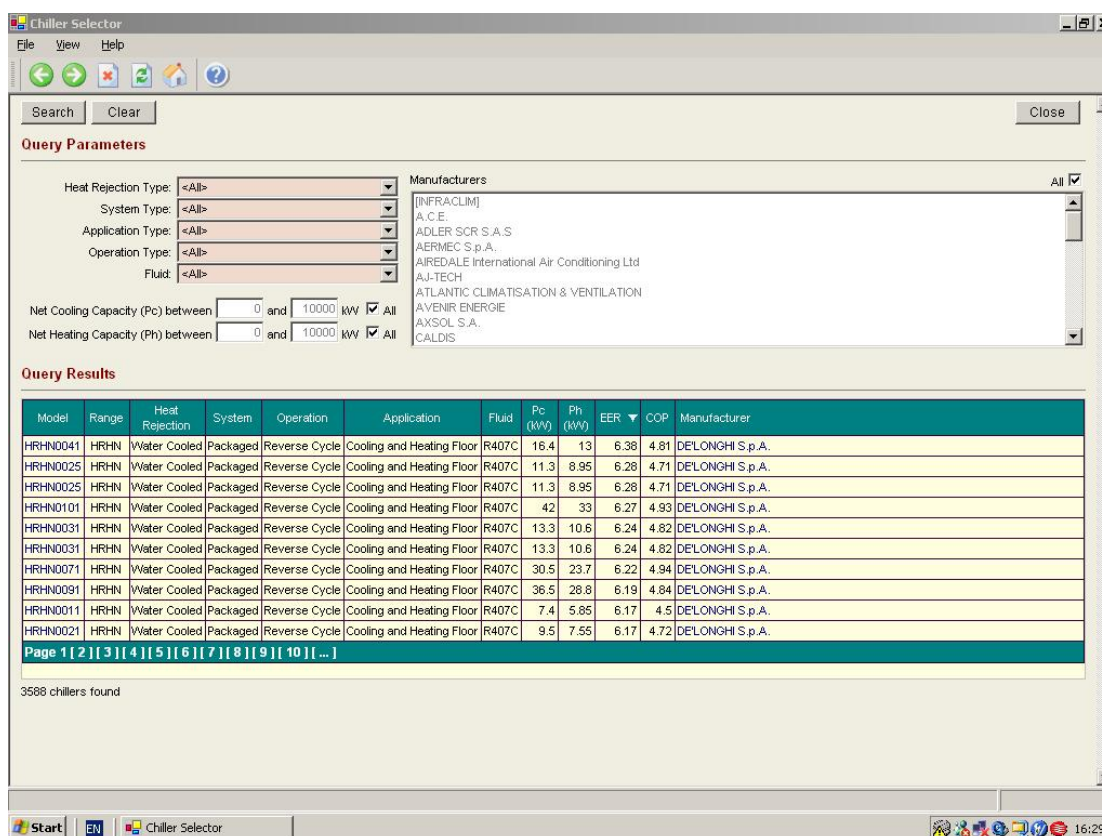 Chiller Selector
File View Help
Search Clear Close
Query Parameters
Heat Rejection Type: <All>
System Type: <All>
Application Type: <All>
Operation Type: <All>
Fluid: <All>
Net Cooling Capacity (Pc) between 0 and 10000 kW All
Net Heating Capacity (Ph) between 0 and 10000 kW All
Manufacturers All
[INFRACLIM]
A.C.E.
ADLER SCR S.A.S
AERMEC S.p.A.
AIREDALE International Air Conditioning Ltd
AJ-TECH
ATLANTIC CLIMATISATION & VENTILATION
AVENIR ENERGIE
AXSOL S.A.
CALDIS
Query Results
Model Range Heat Rejection System Operation Application Fluid Pc (kW) Ph (kW) EER COP Manufacturer
HRHN0041 HRHN Water Cooled Packaged Reverse Cycle Cooling and Heating Floor R407C 16.4 13 6.38 4.81 DE'LONGHI S.p.A.
HRHN0025 HRHN Water Cooled Packaged Reverse Cycle Cooling and Heating Floor R407C 11.3 8.95 6.28 4.71 DE'LONGHI S.p.A.
HRHN0025 HRHN Water Cooled Packaged Reverse Cycle Cooling and Heating Floor R407C 11.3 8.95 6.28 4.71 DE'LONGHI S.p.A.
HRHN0101 HRHN Water Cooled Packaged Reverse Cycle Cooling and Heating Floor R407C 42 33 6.27 4.93 DE'LONGHI S.p.A.
HRHN0031 HRHN Water Cooled Packaged Reverse Cycle Cooling and Heating Floor R407C 13.3 10.6 6.24 4.82 DE'LONGHI S.p.A.
HRHN0031 HRHN Water Cooled Packaged Reverse Cycle Cooling and Heating Floor R407C 13.3 10.6 6.24 4.82 DE'LONGHI S.p.A.
HRHN0071 HRHN Water Cooled Packaged Reverse Cycle Cooling and Heating Floor R407C 30.5 23.7 6.22 4.94 DE'LONGHI S.p.A.
HRHN0091 HRHN Water Cooled Packaged Reverse Cycle Cooling and Heating Floor R407C 36.5 28.8 6.19 4.84 DE'LONGHI S.p.A.
HRHN0011 HRHN Water Cooled Packaged Reverse Cycle Cooling and Heating Floor R407C 7.4 5.85 6.17 4.5 DE'LONGHI S.p.A.
HRHN0021 HRHN Water Cooled Packaged Reverse Cycle Cooling and Heating Floor R407C 9.5 7.55 6.17 4.72 DE'LONGHI S.p.A.
Page 1 [ 2 ] [ 3 ] [ 4 ] [ 5 ] [ 6 ] [ 7 ] [ 8 ] [ 9 ] [ 10 ] [ ... ]
3588 chillers found
Start EN Chiller Selector 16:29